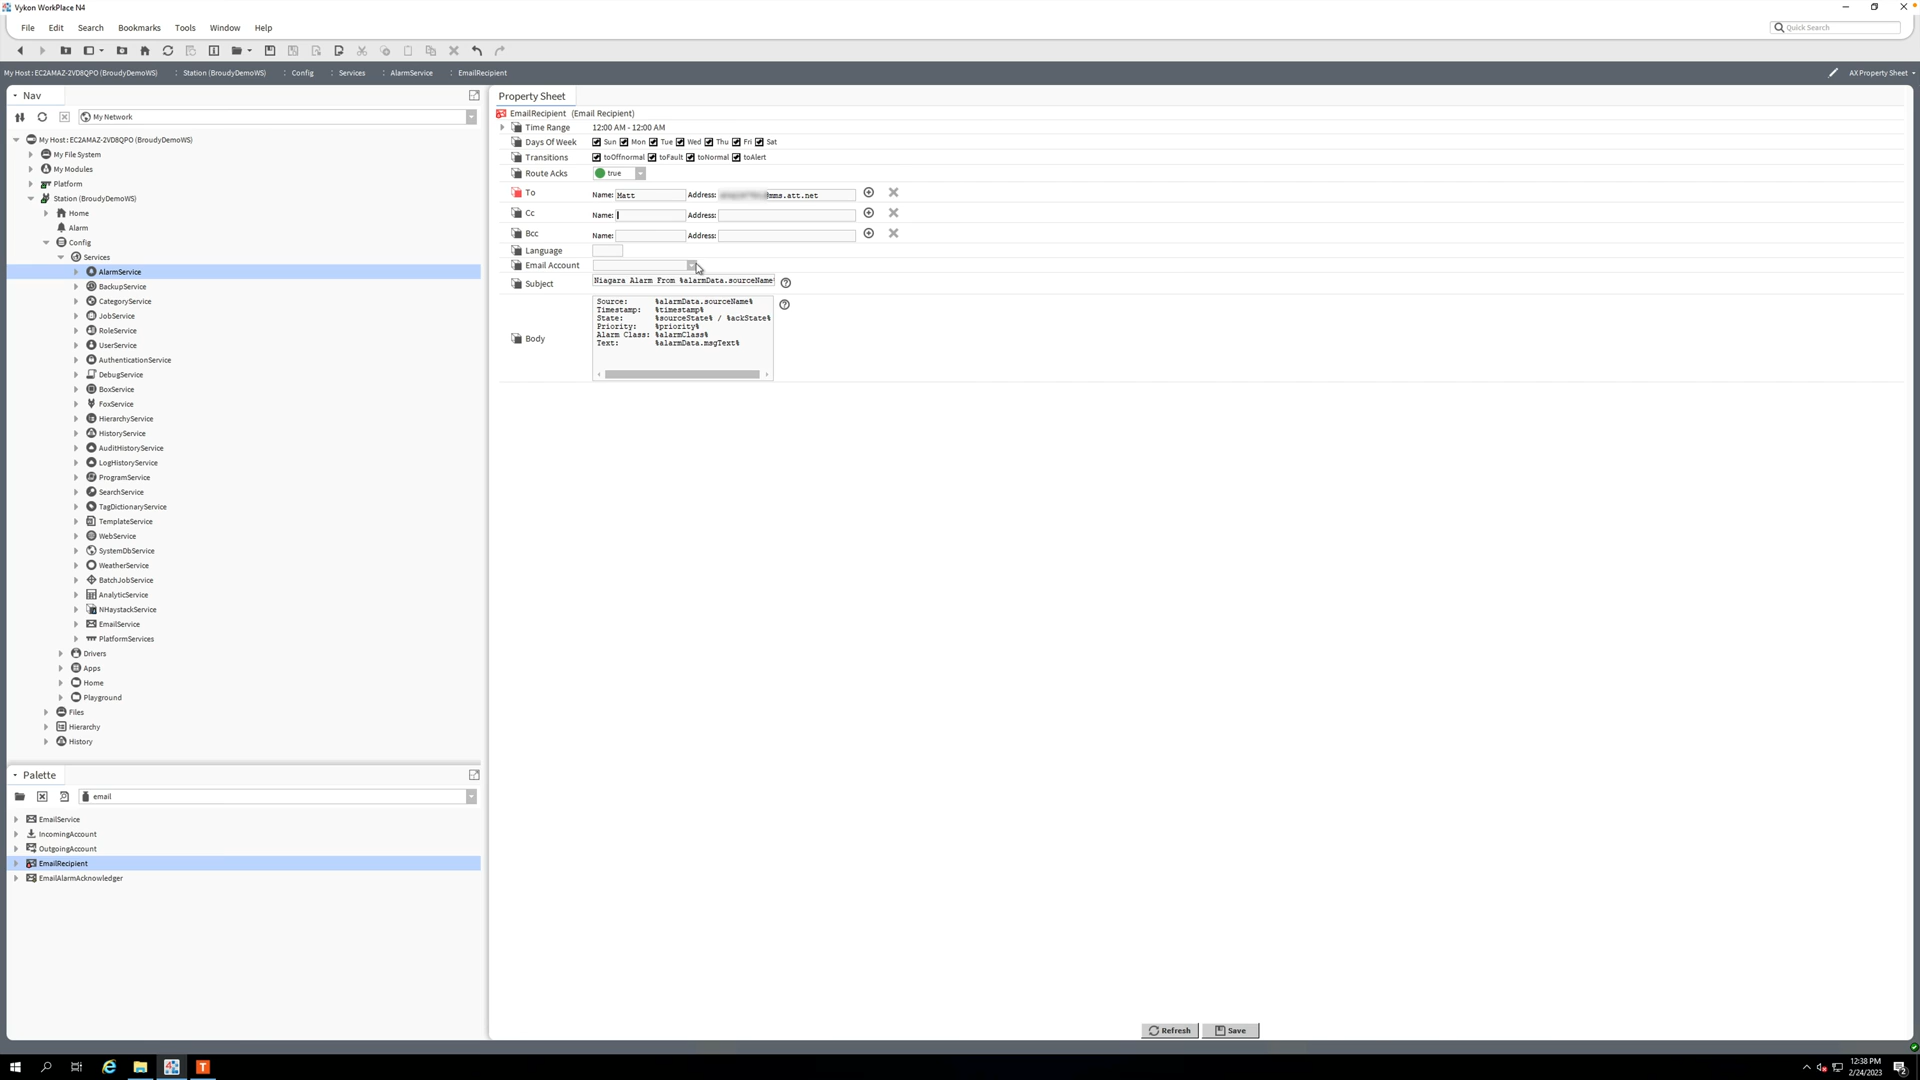 Vykon WorkPlace N4
File Edit Search Bookmarks Tools Window Help
Quick Search
My Host : EC2AMAZ-2VD8QPO (BroudyDemoWS) : Station (BroudyDemoWS) : Config : Services : AlarmService : EmailRecipient
AX Property Sheet
Nav
My Network
My Host : EC2AMAZ-2VD8QPO (BroudyDemoWS)
My File System
My Modules
Platform
Station (BroudyDemoWS)
Home
Alarm
Config
Services
AlarmService
BackupService
CategoryService
JobService
RoleService
UserService
AuthenticationService
DebugService
BoxService
FoxService
HierarchyService
HistoryService
AuditHistoryService
LogHistoryService
ProgramService
SearchService
TagDictionaryService
TemplateService
WebService
SystemDbService
WeatherService
BatchJobService
AnalyticService
NHaystackService
EmailService
PlatformServices
Drivers
Apps
Home
Playground
Files
Hierarchy
History
Palette
email
EmailService
IncomingAccount
OutgoingAccount
EmailRecipient
EmailAlarmAcknowledger
Property Sheet
EmailRecipient (Email Recipient)
Time Range 12:00 AM - 12:00 AM
Days Of Week Sun Mon Tue Wed Thu Fri Sat
Transitions toOffnormal toFault toNormal toAlert
Route Acks true
To Name: Matt Address: @mms.att.net
Cc Name: Address:
Bcc Name: Address:
Language
Email Account
Subject Niagara Alarm From %alarmData.sourceName%
Body
Source: %alarmData.sourceName%
Timestamp: %timestamp%
State: %sourceState% / %ackState%
Priority: %priority%
Alarm Class: %alarmClass%
Text: %alarmData.msgText%
Refresh Save
12:38 PM
2/24/2023